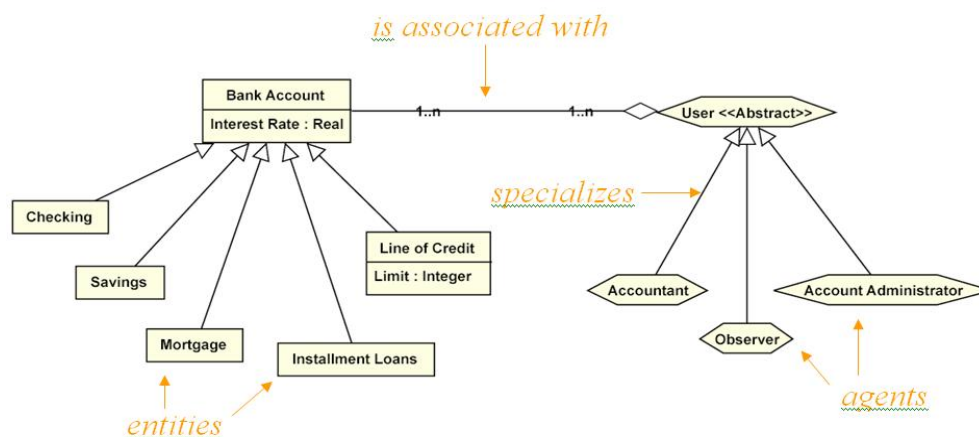 is associated with
Bank Account
Interest Rate : Real
1..n
1..n
User <<Abstract>>
specializes
Checking
Savings
Mortgage
Installment Loans
Line of Credit
Limit : Integer
Accountant
Observer
Account Administrator
entities
agents